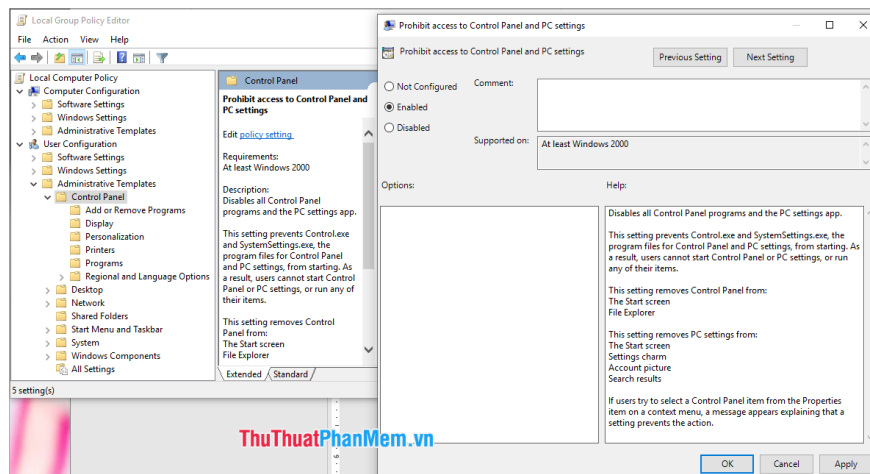 Local Group Policy Editor
File Action View Help
Local Computer Policy
Computer Configuration
Software Settings
Windows Settings
Administrative Templates
User Configuration
Software Settings
Windows Settings
Administrative Templates
Control Panel
Add or Remove Programs
Display
Personalization
Printers
Programs
Regional and Language Options
Desktop
Network
Shared Folders
Start Menu and Taskbar
System
Windows Components
All Settings
5 setting(s)
Control Panel
Prohibit access to Control Panel and
PC settings
Edit policy setting
Requirements:
At least Windows 2000
Description:
Disables all Control Panel
programs and the PC settings app.
This setting prevents Control.exe
and SystemSettings.exe, the
program files for Control Panel
and PC settings, from starting. As
a result, users cannot start Control
Panel or PC settings, or run any of
their items.
This setting removes Control
Panel from:
The Start screen
File Explorer
Extended Standard
Prohibit access to Control Panel and PC settings
Prohibit access to Control Panel and PC settings
Previous Setting Next Setting
Not Configured
Enabled
Disabled
Comment:
Supported on: At least Windows 2000
Options: Help:
Disables all Control Panel programs and the PC settings app.
This setting prevents Control.exe and SystemSettings.exe, the
program files for Control Panel and PC settings, from starting. As
a result, users cannot start Control Panel or PC settings, or run
any of their items.
This setting removes Control Panel from:
The Start screen
File Explorer
This setting removes PC settings from:
The Start screen
Settings charm
Account picture
Search results
If users try to select a Control Panel item from the Properties
item on a context menu, a message appears explaining that a
setting prevents the action.
OK Cancel Apply
ThuThuatPhanMem.vn